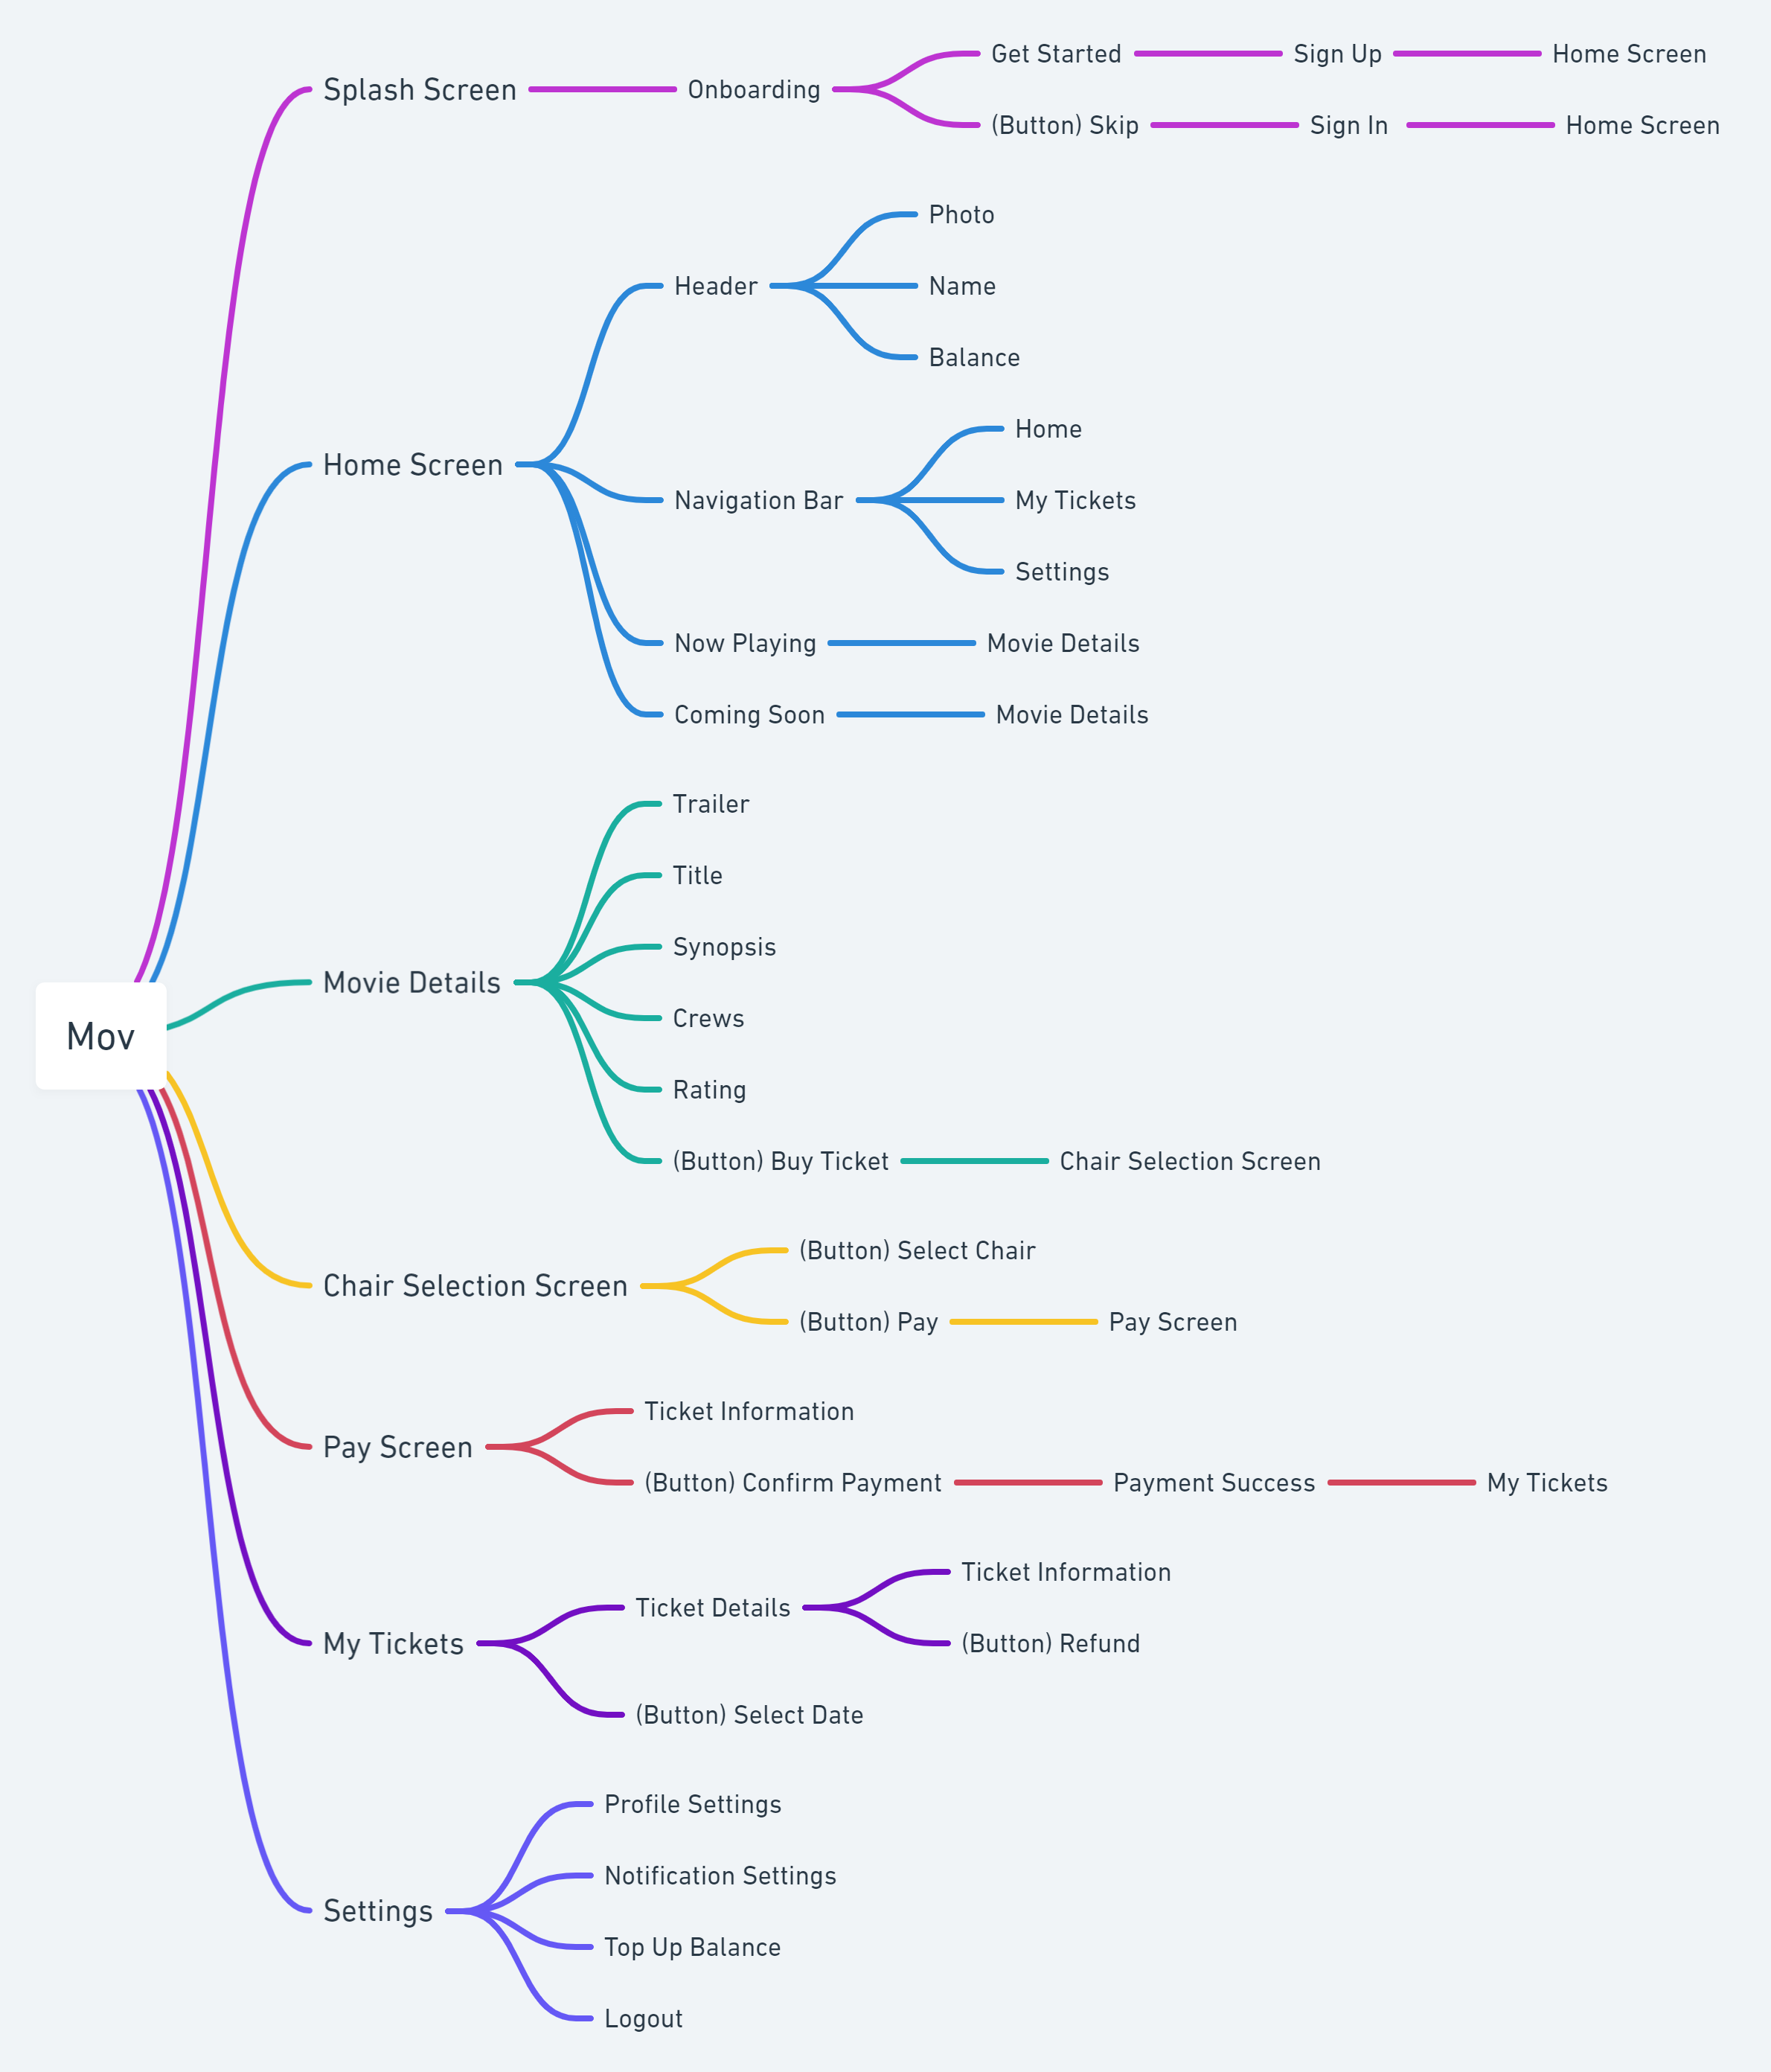 Mov
Splash Screen
Onboarding
Get Started
Sign Up
Home Screen
(Button) Skip
Sign In
Home Screen
Home Screen
Header
Photo
Name
Balance
Navigation Bar
Home
My Tickets
Settings
Now Playing
Movie Details
Coming Soon
Movie Details
Movie Details
Trailer
Title
Synopsis
Crews
Rating
(Button) Buy Ticket
Chair Selection Screen
Chair Selection Screen
(Button) Select Chair
(Button) Pay
Pay Screen
Pay Screen
Ticket Information
(Button) Confirm Payment
Payment Success
My Tickets
My Tickets
Ticket Details
Ticket Information
(Button) Refund
(Button) Select Date
Settings
Profile Settings
Notification Settings
Top Up Balance
Logout